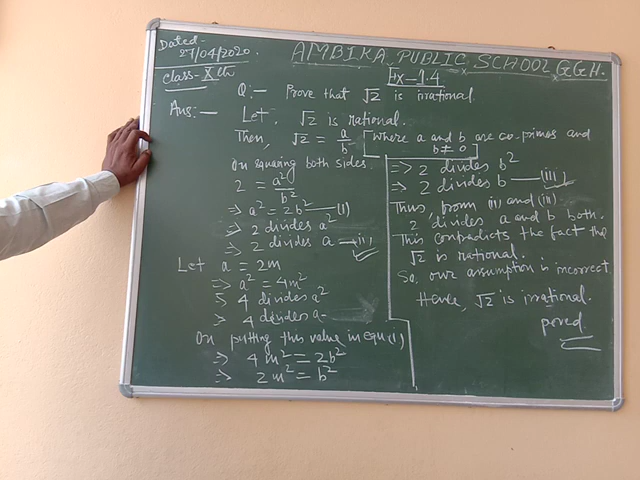 Dated-
27/04/2020.
AMBIKA PUBLIC SCHOOL G.G.H.
Class-Xth
Ex-1.4
Q:- Prove that √2 is irrational.
Ans:- Let, √2 is rational.
Then, √2 = a/b [Where a and b are co-primes and
b ≠ 0]
On squaring both sides
2 = a²/b²
⇒ a² = 2b² —(i)
⇒ 2 divides a²
⇒ 2 divides a —(ii)
Let a = 2m
⇒ a² = 4m²
⇒ 4 divides a²
⇒ 4 divides a
On putting this value in equ(i)
⇒ 4m² = 2b²
⇒ 2m² = b²
⇒ 2 divides b²
⇒ 2 divides b —(iii)
Thus, from (ii) and (iii)
2 divides a and b both.
This contradicts the fact the
√2 is rational.
So, our assumption is incorrect
Hence, √2 is irrational.
proved.